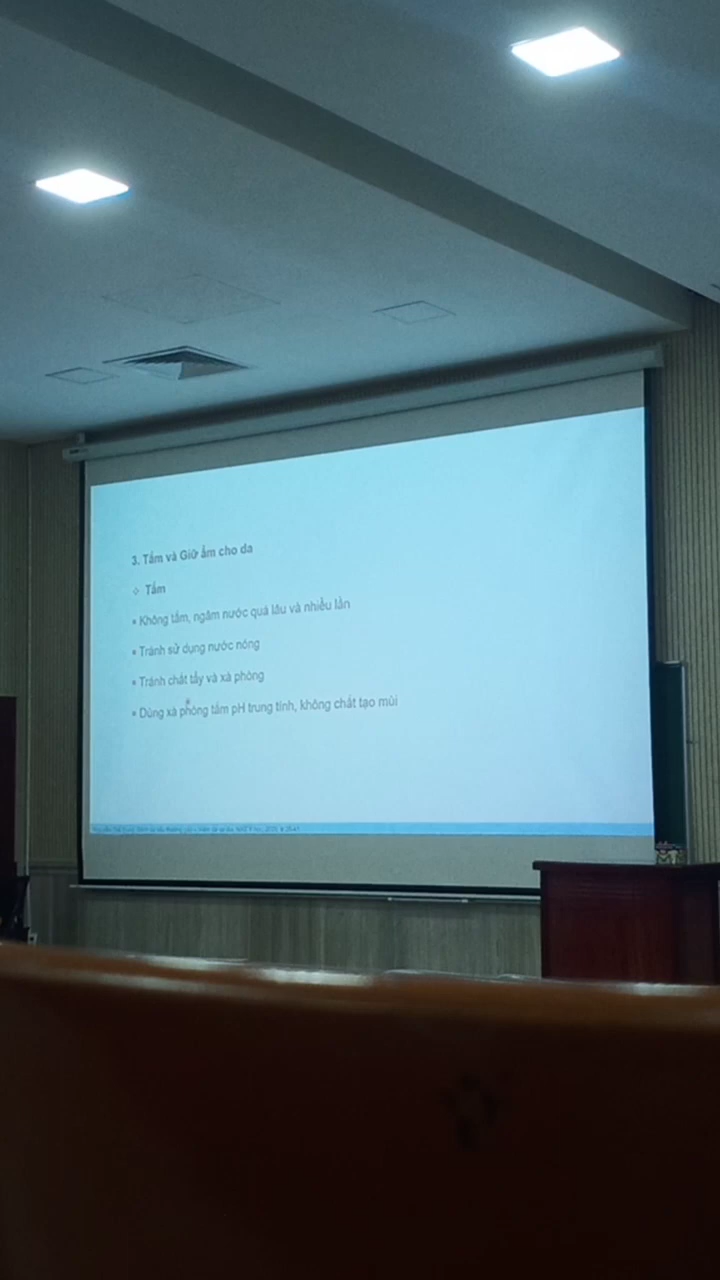 3. Tắm và Giữ ẩm cho da
❖ Tắm
▪ Không tắm, ngâm nước quá lâu và nhiều lần
▪ Tránh sử dụng nước nóng
▪ Tránh chất tẩy và xà phòng
▪ Dùng xà phòng tắm pH trung tính, không chất tạo mùi